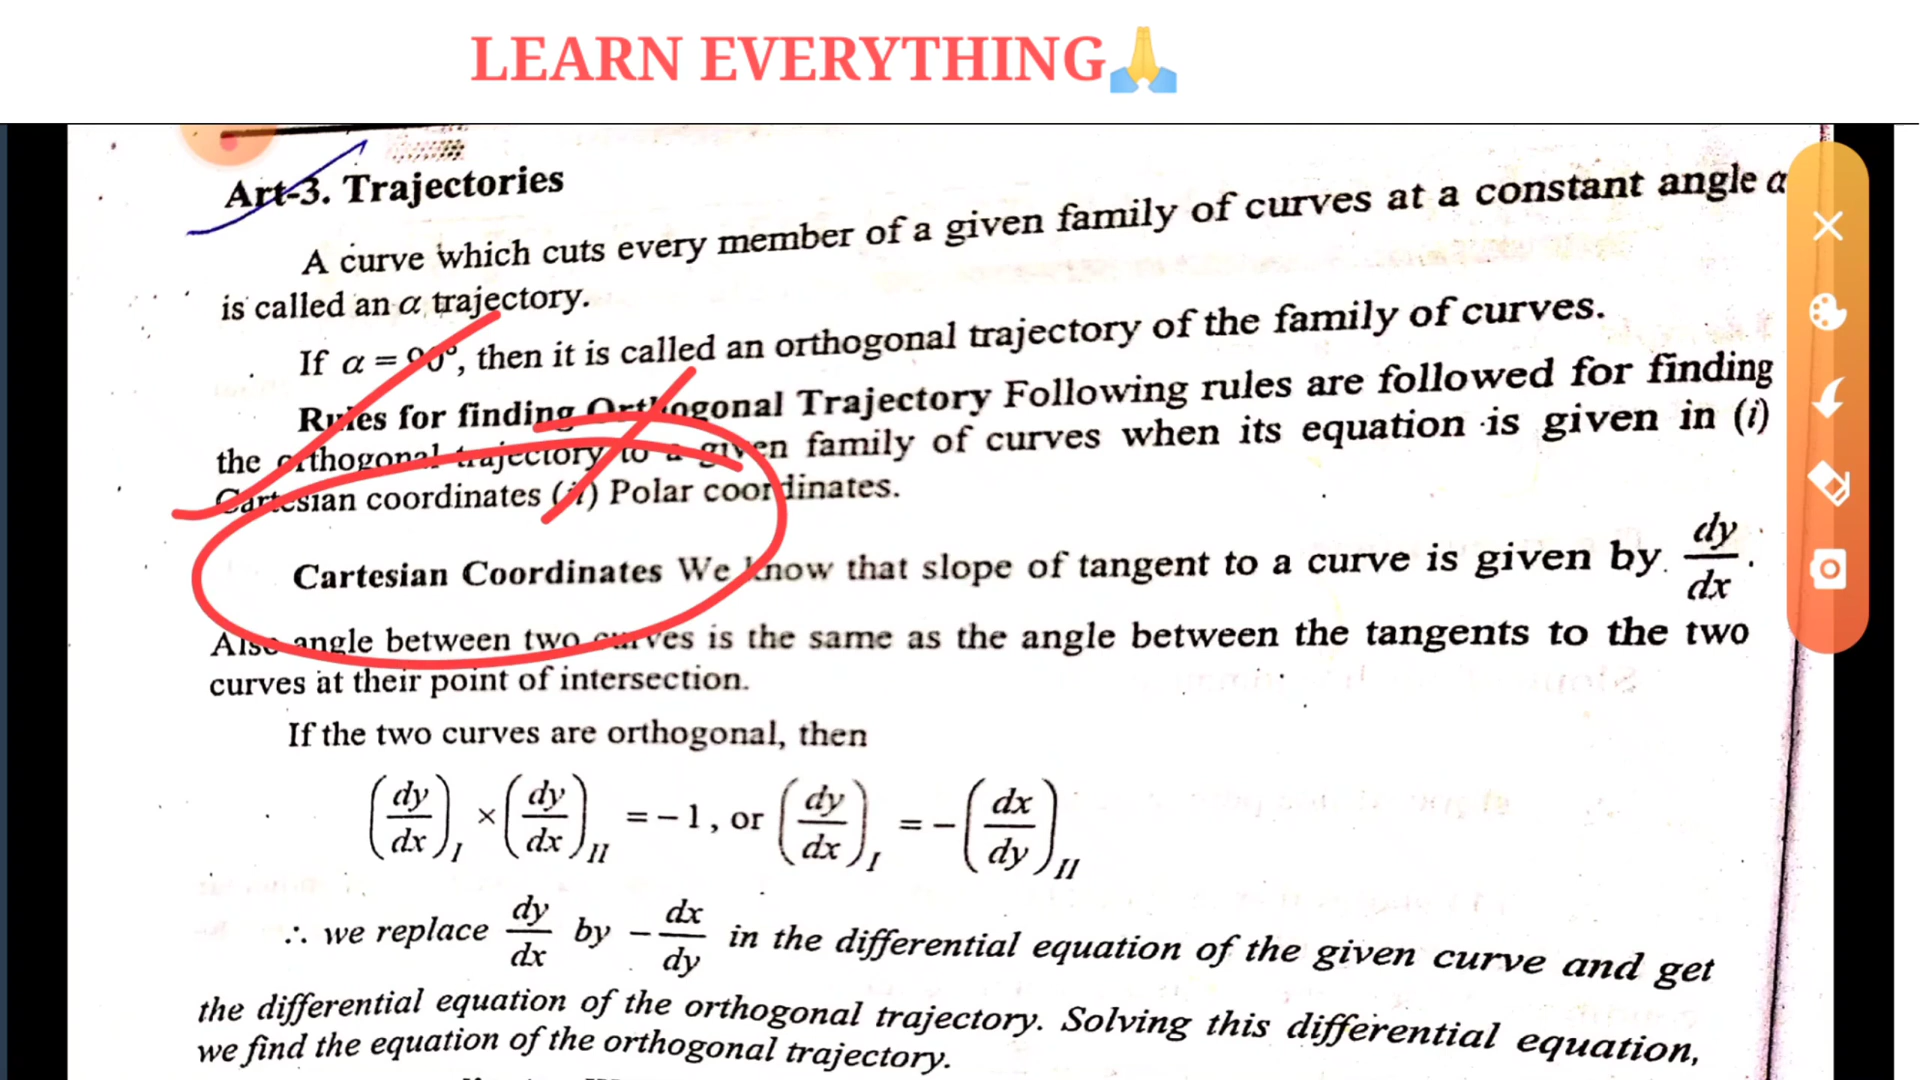 LEARN EVERYTHING🙏
Art-3. Trajectories
A curve which cuts every member of a given family of curves at a constant angle α
is called an α trajectory.
If α = 90°, then it is called an orthogonal trajectory of the family of curves.
Rules for finding Orthogonal Trajectory Following rules are followed for finding
the orthogonal trajectory to a given family of curves when its equation is given in (i)
Cartesian coordinates (ii) Polar coordinates.
Cartesian Coordinates We know that slope of tangent to a curve is given by dy/dx.
Also angle between two curves is the same as the angle between the tangents to the two
curves at their point of intersection.
If the two curves are orthogonal, then
(dy/dx)_I × (dy/dx)_II = – 1, or (dy/dx)_I = – (dx/dy)_II
∴ we replace dy/dx by – dx/dy in the differential equation of the given curve and get
the differential equation of the orthogonal trajectory. Solving this differential equation,
we find the equation of the orthogonal trajectory.